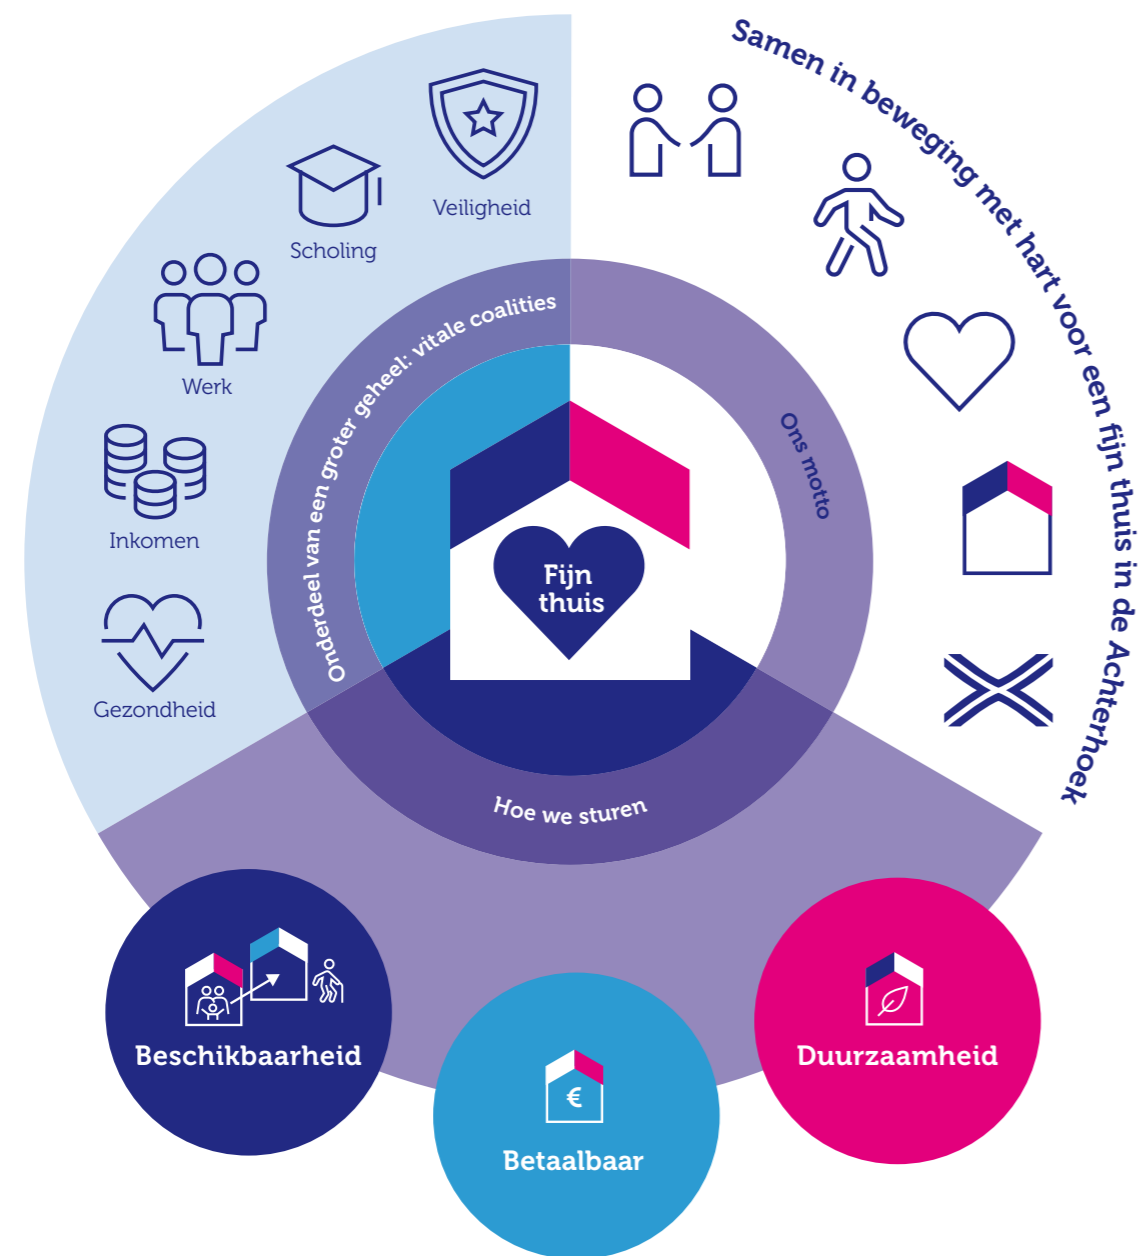 Samen in beweging met hart voor een fijn thuis in de Achterhoek
Veiligheid
Scholing
Werk
Inkomen
Gezondheid
Onderdeel van een groter geheel: vitale coalities
Ons motto
Fijn
thuis
Hoe we sturen
Beschikbaarheid
€
Betaalbaar
Duurzaamheid